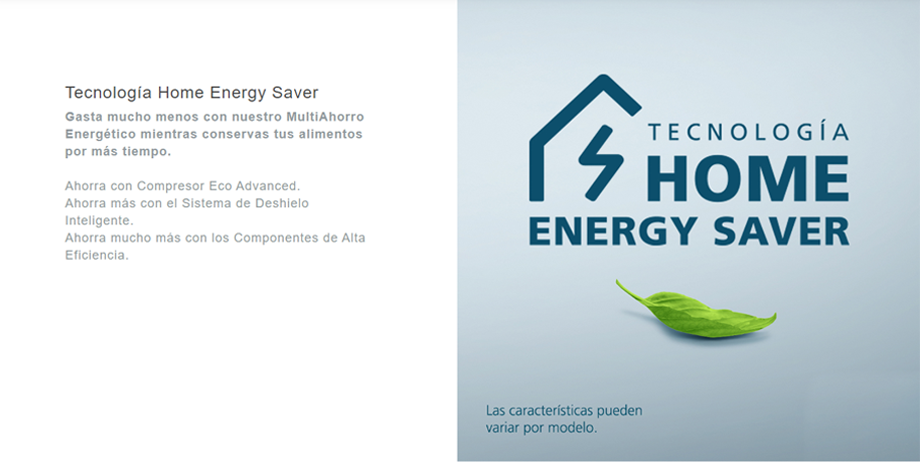 Tecnología Home Energy Saver
Gasta mucho menos con nuestro MultiAhorro
Energético mientras conservas tus alimentos
por más tiempo.
Ahorra con Compresor Eco Advanced.
Ahorra más con el Sistema de Deshielo
Inteligente.
Ahorra mucho más con los Componentes de Alta
Eficiencia.
TECNOLOGÍA
HOME
ENERGY SAVER
Las características pueden
variar por modelo.